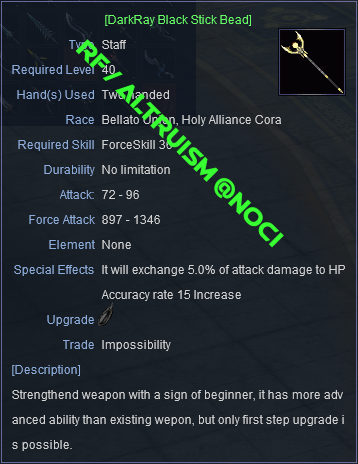 [DarkRay Black Stick Bead]
Type Staff
Required Level 40
Hand(s) Used Two handed
Race Bellato Union, Holy Alliance Cora
Required Skill ForceSkill 30
Durability No limitation
Attack: 72 - 96
Force Attack 897 - 1346
Element None
Special Effects It will exchange 5.0% of attack damage to HP
Accuracy rate 15 Increase
Upgrade
Trade Impossibility
[Description]
Strengthend weapon with a sign of beginner, it has more adv
anced ability than existing wepon, but only first step upgrade i
s possible.
RF/ ALTRUISM @NOCI